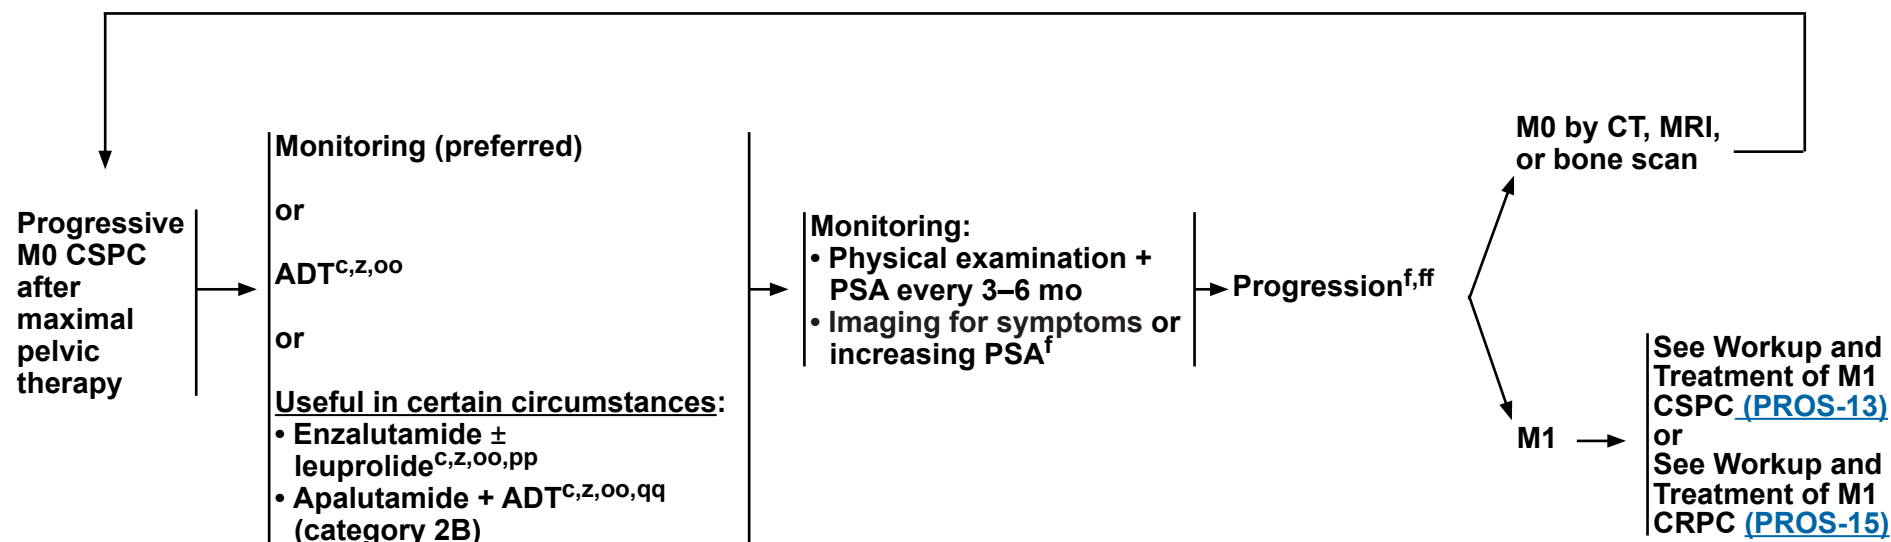 Progressive
M0 CSPC
after
maximal
pelvic
therapy
Monitoring (preferred)
or
ADTc,z,oo
or
Useful in certain circumstances:
• Enzalutamide ±
leuprolidec,z,oo,pp
• Apalutamide + ADTc,z,oo,qq
(category 2B)
Monitoring:
• Physical examination +
PSA every 3–6 mo
• Imaging for symptoms or
increasing PSAf
Progressionf,ff
M0 by CT, MRI,
or bone scan
M1
See Workup and
Treatment of M1
CSPC (PROS-13)
or
See Workup and
Treatment of M1
CRPC (PROS-15)